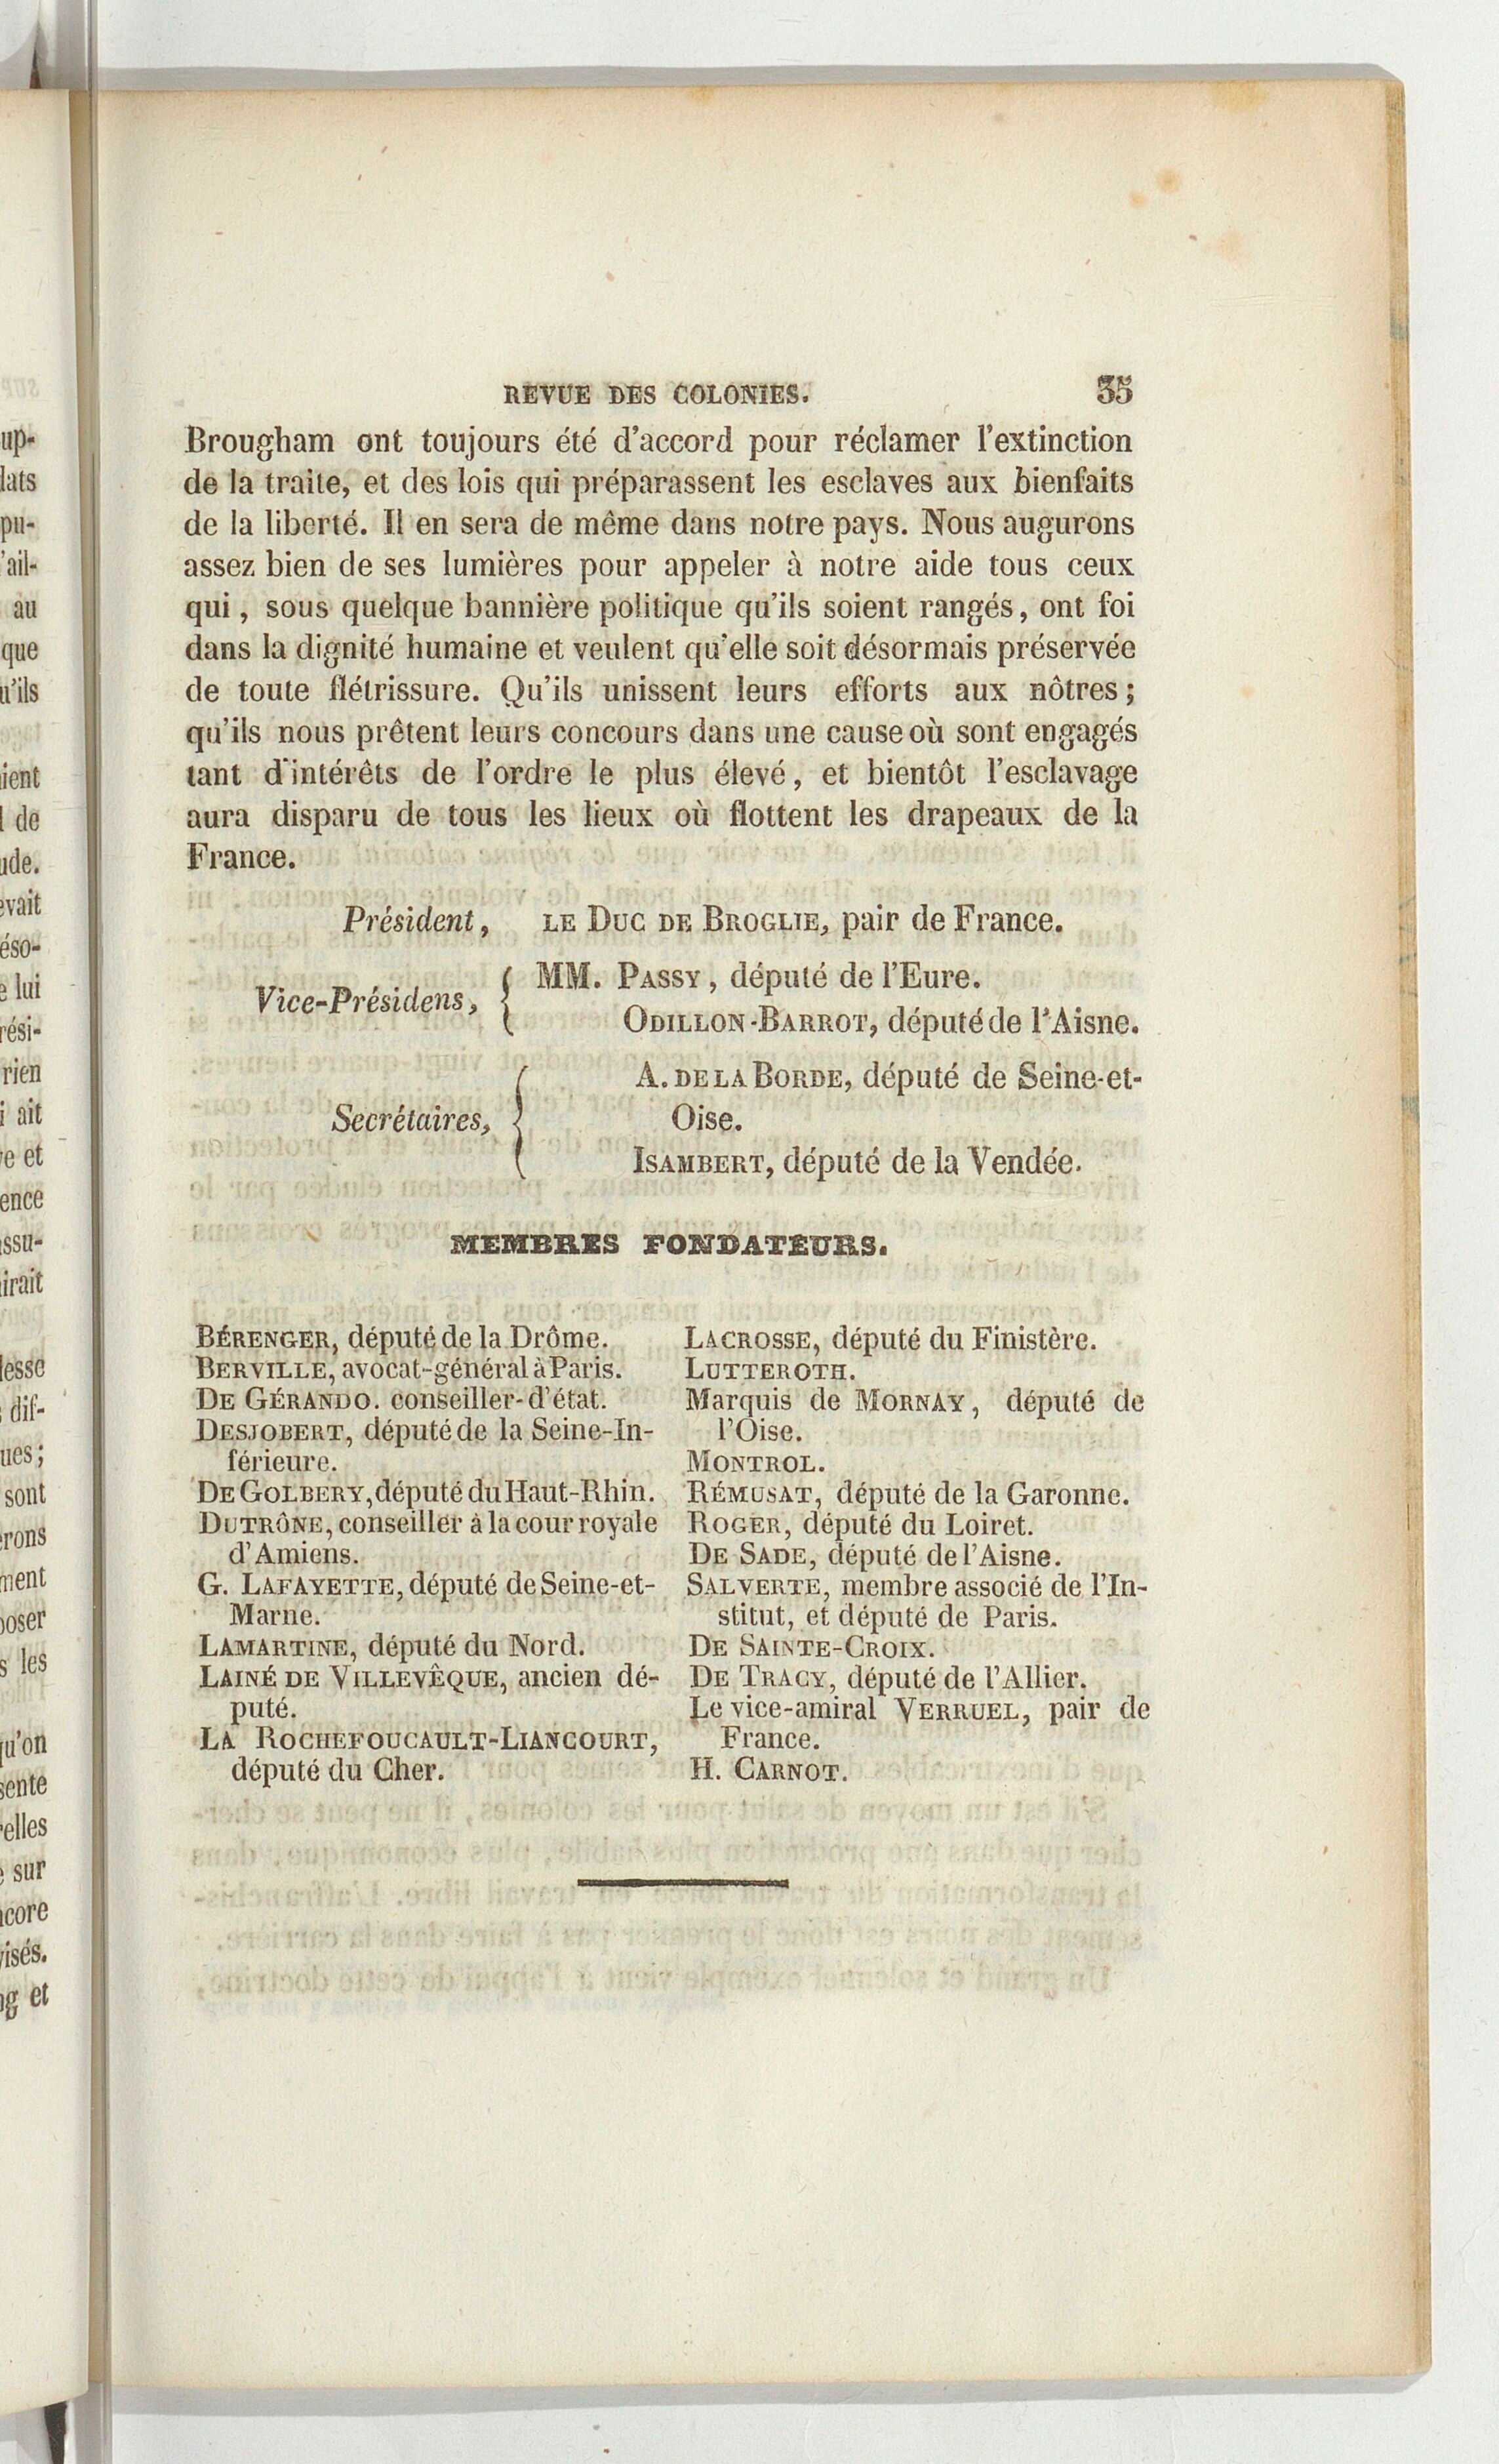 REVUE DES COLONIES. 35
Brougham ont toujours été d'accord pour réclamer l'extinction
de la traite, et des lois qui préparassent les esclaves aux bienfaits
de la liberté. Il en sera de même dans notre pays. Nous augurons
assez bien de ses lumières pour appeler à notre aide tous ceux
qui, sous quelque bannière politique qu'ils soient rangés, ont foi
dans la dignité humaine et veulent qu'elle soit désormais préservée
de toute flétrissure. Qu'ils unissent leurs efforts aux nôtres;
qu'ils nous prêtent leurs concours dans une cause où sont engagés
tant d'intérêts de l'ordre le plus élevé, et bientôt l'esclavage
aura disparu de tous les lieux où flottent les drapeaux de la
France.
Président, LE DUC DE BROGLIE, pair de France.
Vice-Présidens, { MM. PASSY, député de l'Eure.
ODILLON-BARROT, député de l'Aisne.
Secrétaires, { A. DE LA BORDE, député de Seine-et-
Oise.
ISAMBERT, député de la Vendée.
MEMBRES FONDATEURS.
BÉRENGER, député de la Drôme.
BERVILLE, avocat-général à Paris.
DE GÉRANDO. conseiller-d'état.
DESJOBERT, député de la Seine-In-
férieure.
DE GOLBERY, député du Haut-Rhin.
DUTRÔNE, conseiller à la cour royale
d'Amiens.
G. LAFAYETTE, député de Seine-et-
Marne.
LAMARTINE, député du Nord.
LAINÉ DE VILLEVÊQUE, ancien dé-
puté.
LA ROCHEFOUCAULT-LIANCOURT,
député du Cher.
LACROSSE, député du Finistère.
LUTTEROTH.
Marquis de MORNAY, député de
l'Oise.
MONTROL.
RÉMUSAT, député de la Garonne.
ROGER, député du Loiret.
DE SADE, député de l'Aisne.
SALVERTE, membre associé de l'In-
stitut, et député de Paris.
DE SAINTE-CROIX.
DE TRACY, député de l'Allier.
Le vice-amiral VERRUEL, pair de
France.
H. CARNOT.